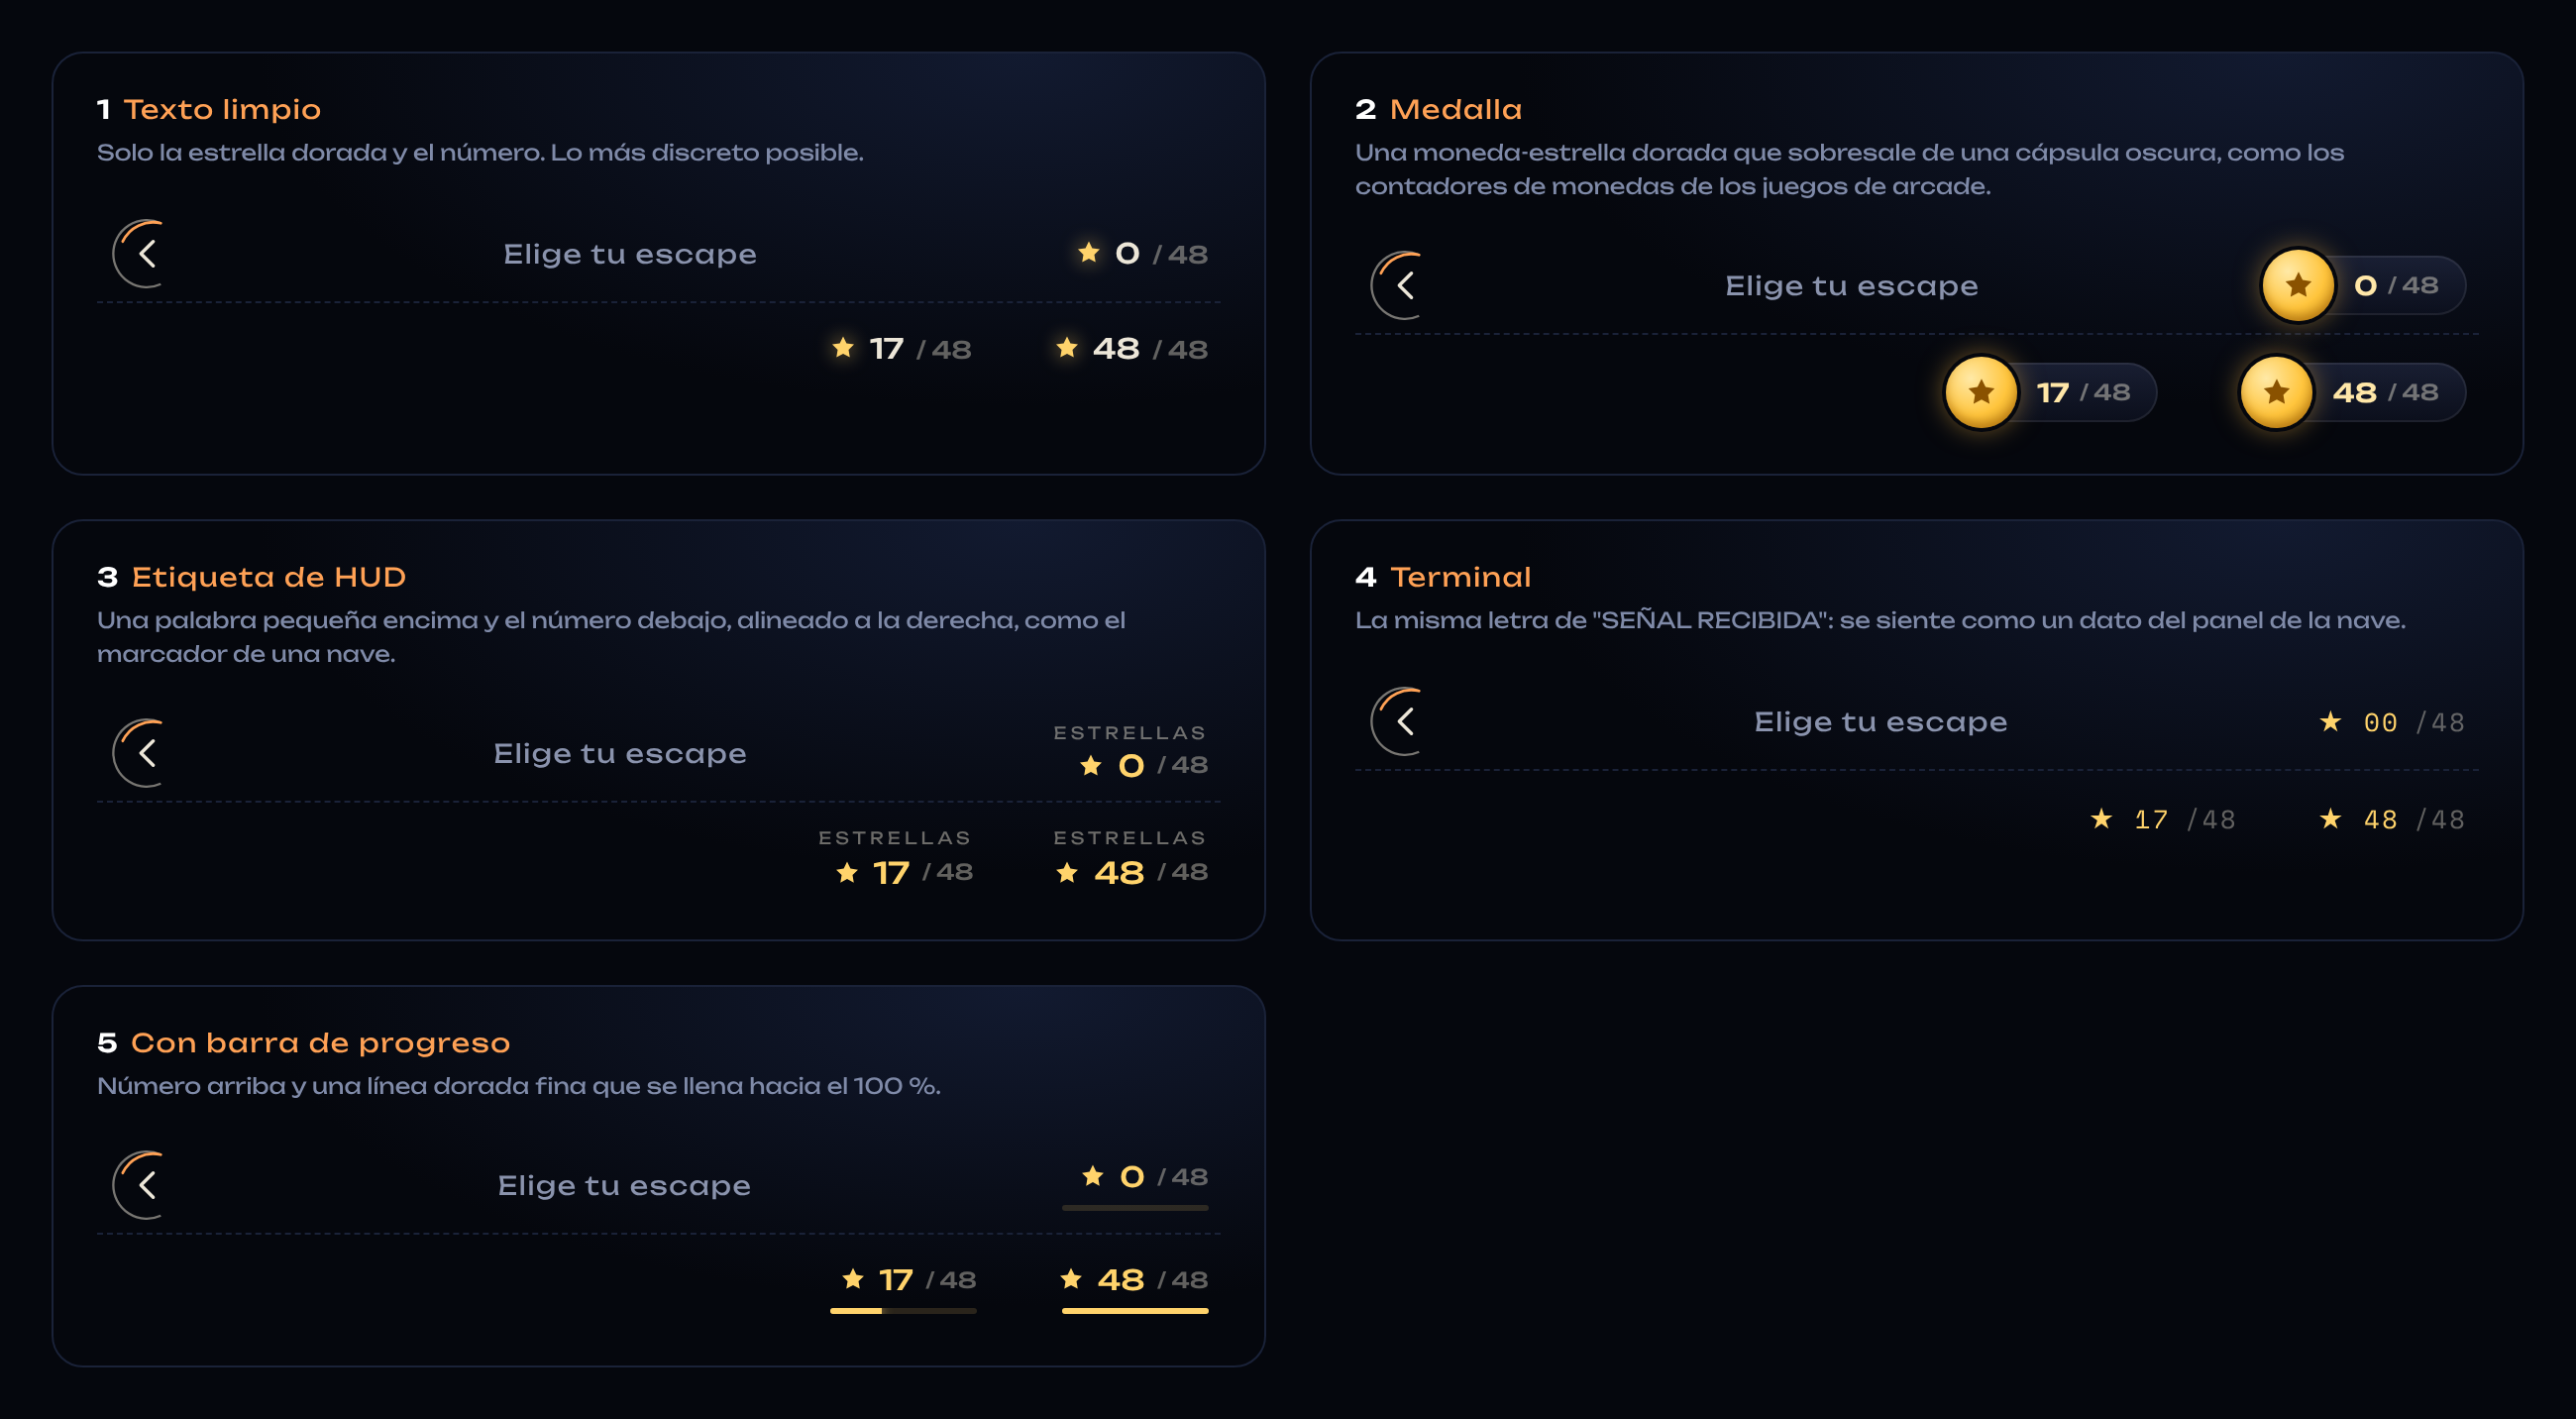 1 Texto limpio
Solo la estrella dorada y el número. Lo más discreto posible.
Elige tu escape
0 / 48
17 / 48
48 / 48
2 Medalla
Una moneda-estrella dorada que sobresale de una cápsula oscura, como los
contadores de monedas de los juegos de arcade.
Elige tu escape
0 / 48
17 / 48
48 / 48
3 Etiqueta de HUD
Una palabra pequeña encima y el número debajo, alineado a la derecha, como el
marcador de una nave.
Elige tu escape
ESTRELLAS
0 / 48
ESTRELLAS
17 / 48
ESTRELLAS
48 / 48
4 Terminal
La misma letra de "SEÑAL RECIBIDA": se siente como un dato del panel de la nave.
Elige tu escape
00 /48
17 /48
48 /48
5 Con barra de progreso
Número arriba y una línea dorada fina que se llena hacia el 100 %.
Elige tu escape
0 / 48
17 / 48
48 / 48